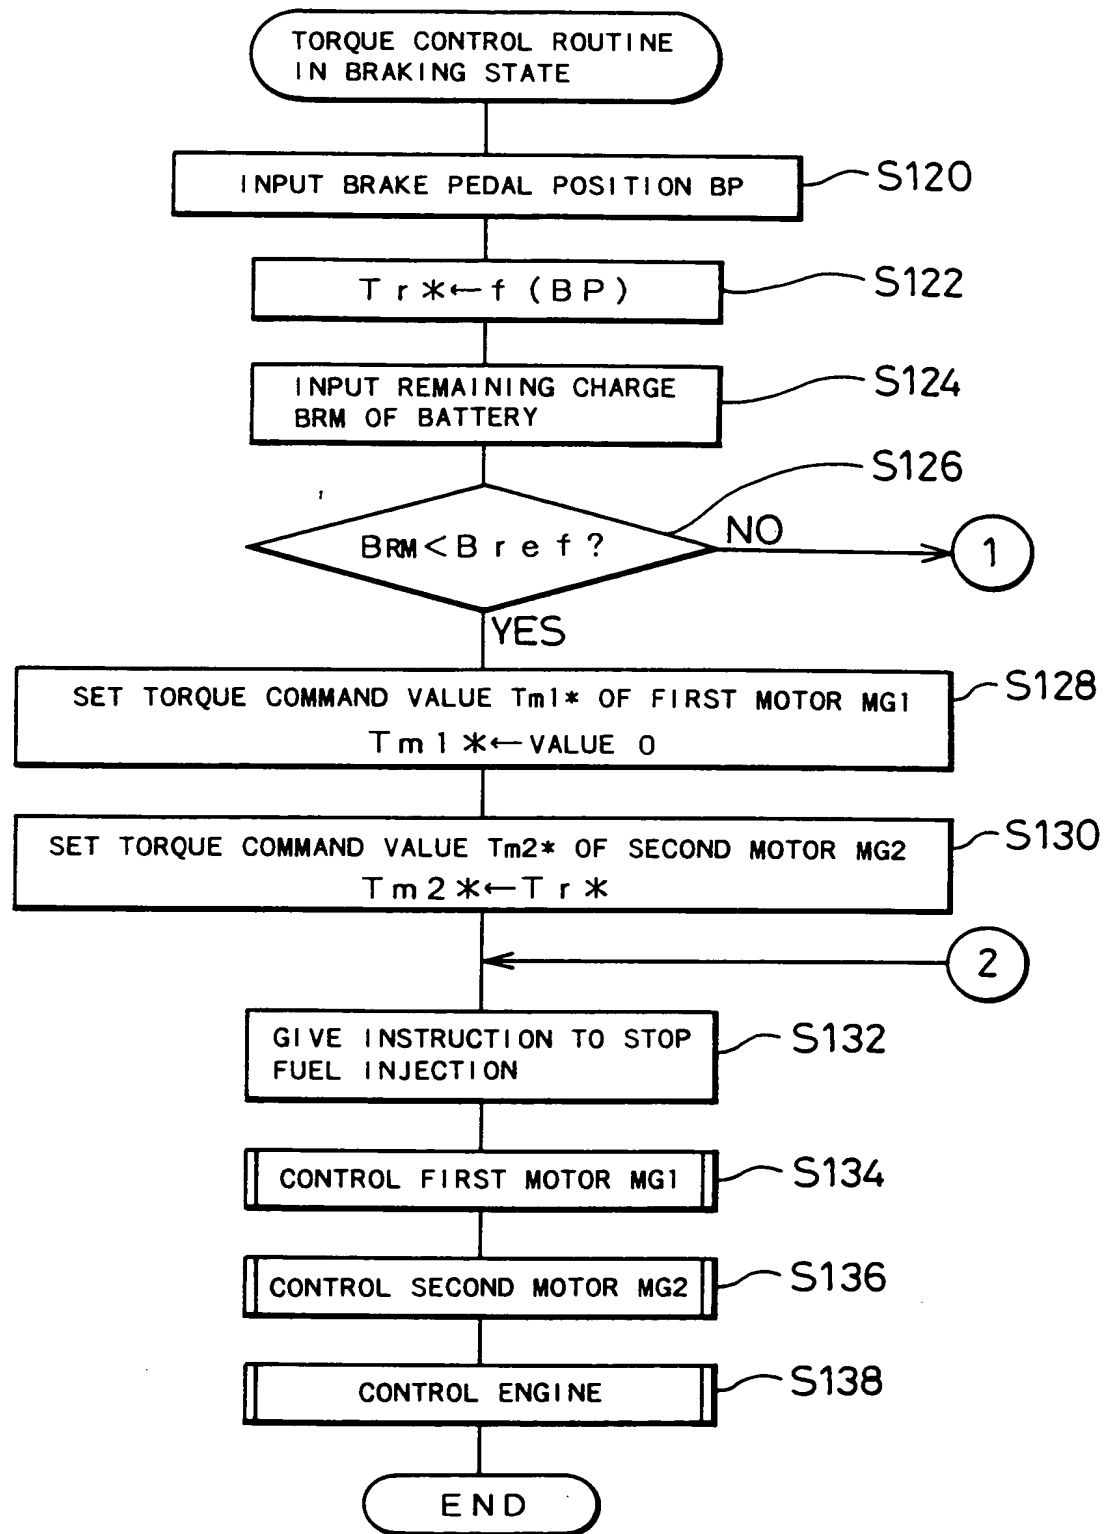 TORQUE CONTROL ROUTINE
IN BRAKING STATE
INPUT BRAKE PEDAL POSITION BP
S120
Tr*←f(BP)
S122
INPUT REMAINING CHARGE
BRM OF BATTERY
S124
S126
BRM<Bref?
NO
1
YES
SET TORQUE COMMAND VALUE Tm1* OF FIRST MOTOR MG1
Tm1*←VALUE 0
S128
SET TORQUE COMMAND VALUE Tm2* OF SECOND MOTOR MG2
Tm2*←Tr*
S130
2
GIVE INSTRUCTION TO STOP
FUEL INJECTION
S132
CONTROL FIRST MOTOR MG1
S134
CONTROL SECOND MOTOR MG2
S136
CONTROL ENGINE
S138
END